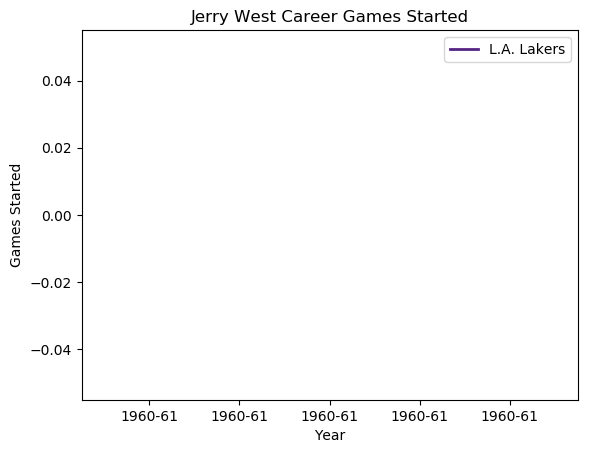 Jerry West Career Games Started
L.A. Lakers
0.04
0.02
0.00
−0.02
−0.04
Games Started
1960-61 1960-61 1960-61 1960-61 1960-61
Year